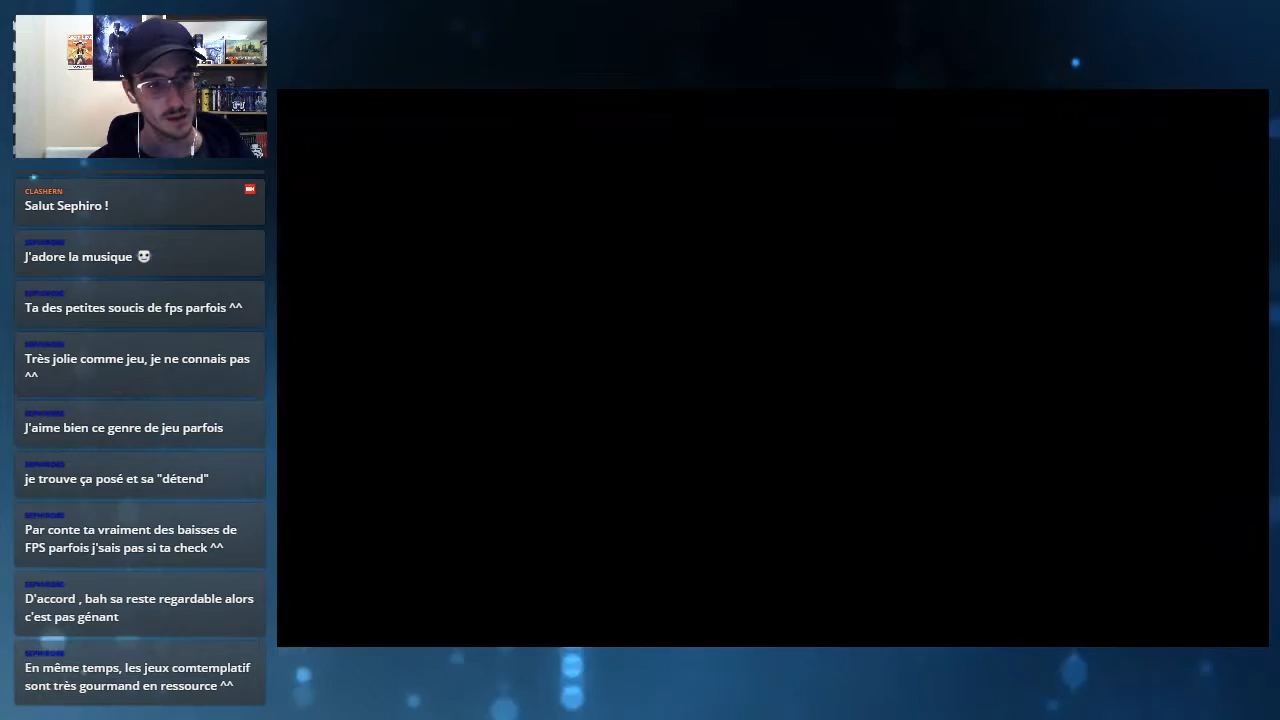 CLASHERN
Salut Sephiro !
J'adore la musique
Ta des petites soucis de fps parfois ^^
Très jolie comme jeu, je ne connais pas
^^
J'aime bien ce genre de jeu parfois
je trouve ça posé et sa "détend"
Par conte ta vraiment des baisses de
FPS parfois j'sais pas si ta check ^^
D'accord , bah sa reste regardable alors
c'est pas génant
En même temps, les jeux comtemplatif
sont très gourmand en ressource ^^